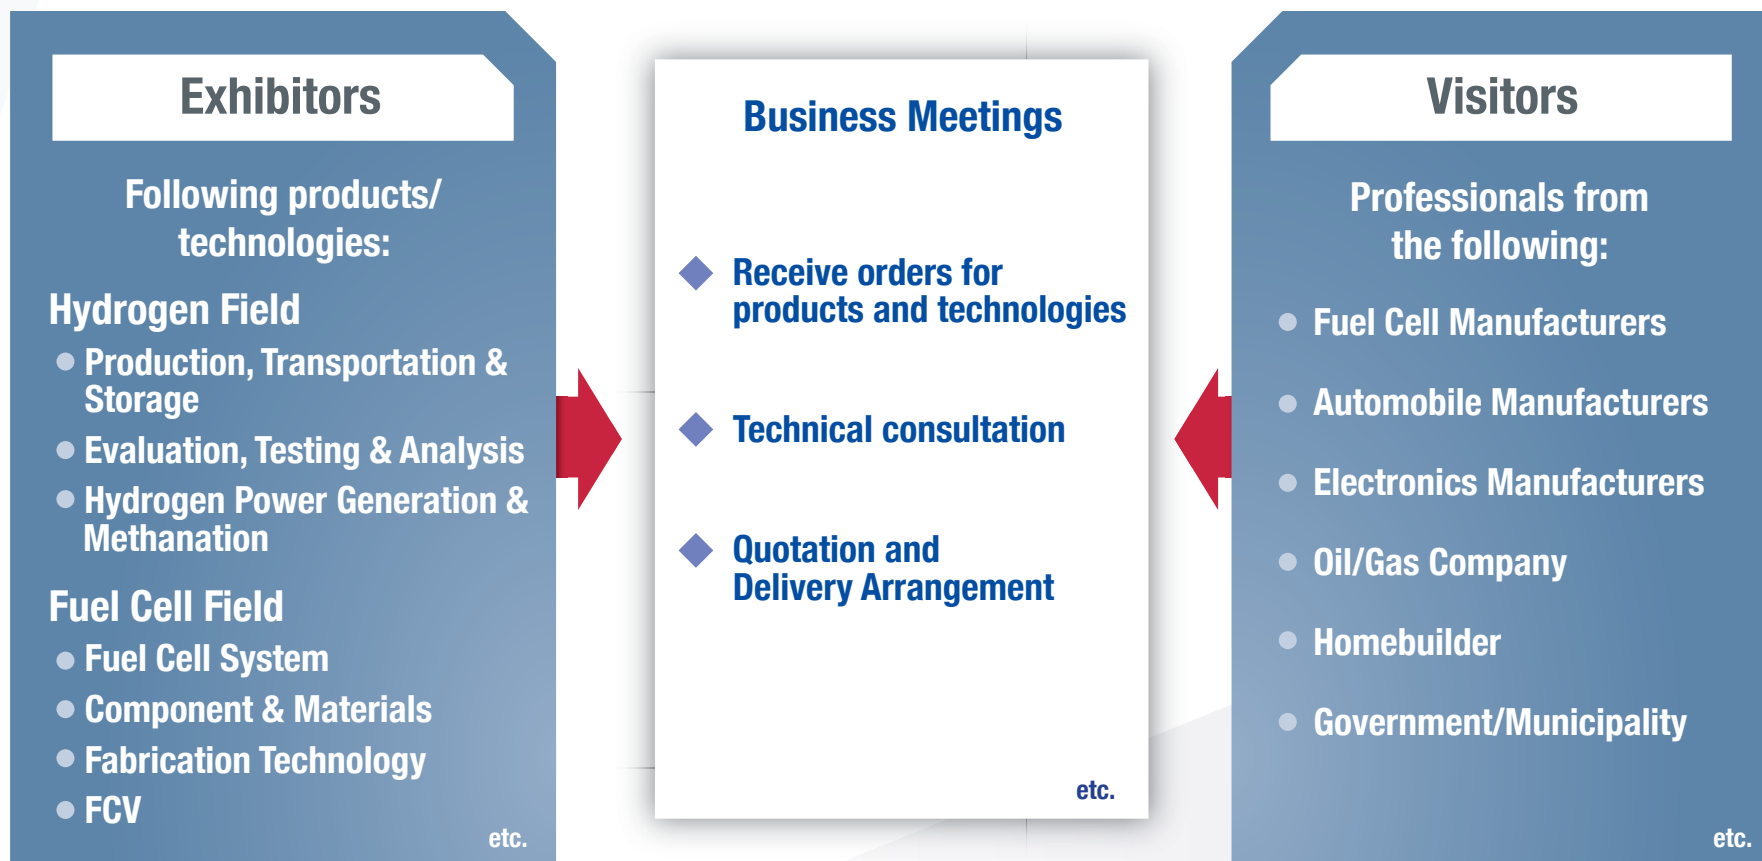 Exhibitors
Following products/
technologies:
Hydrogen Field
Production, Transportation &
Storage
Evaluation, Testing & Analysis
Hydrogen Power Generation &
Methanation
Fuel Cell Field
Fuel Cell System
Component & Materials
Fabrication Technology
FCV
etc.
Business Meetings
Receive orders for
products and technologies
Technical consultation
Quotation and
Delivery Arrangement
etc.
Visitors
Professionals from
the following:
Fuel Cell Manufacturers
Automobile Manufacturers
Electronics Manufacturers
Oil/Gas Company
Homebuilder
Government/Municipality
etc.